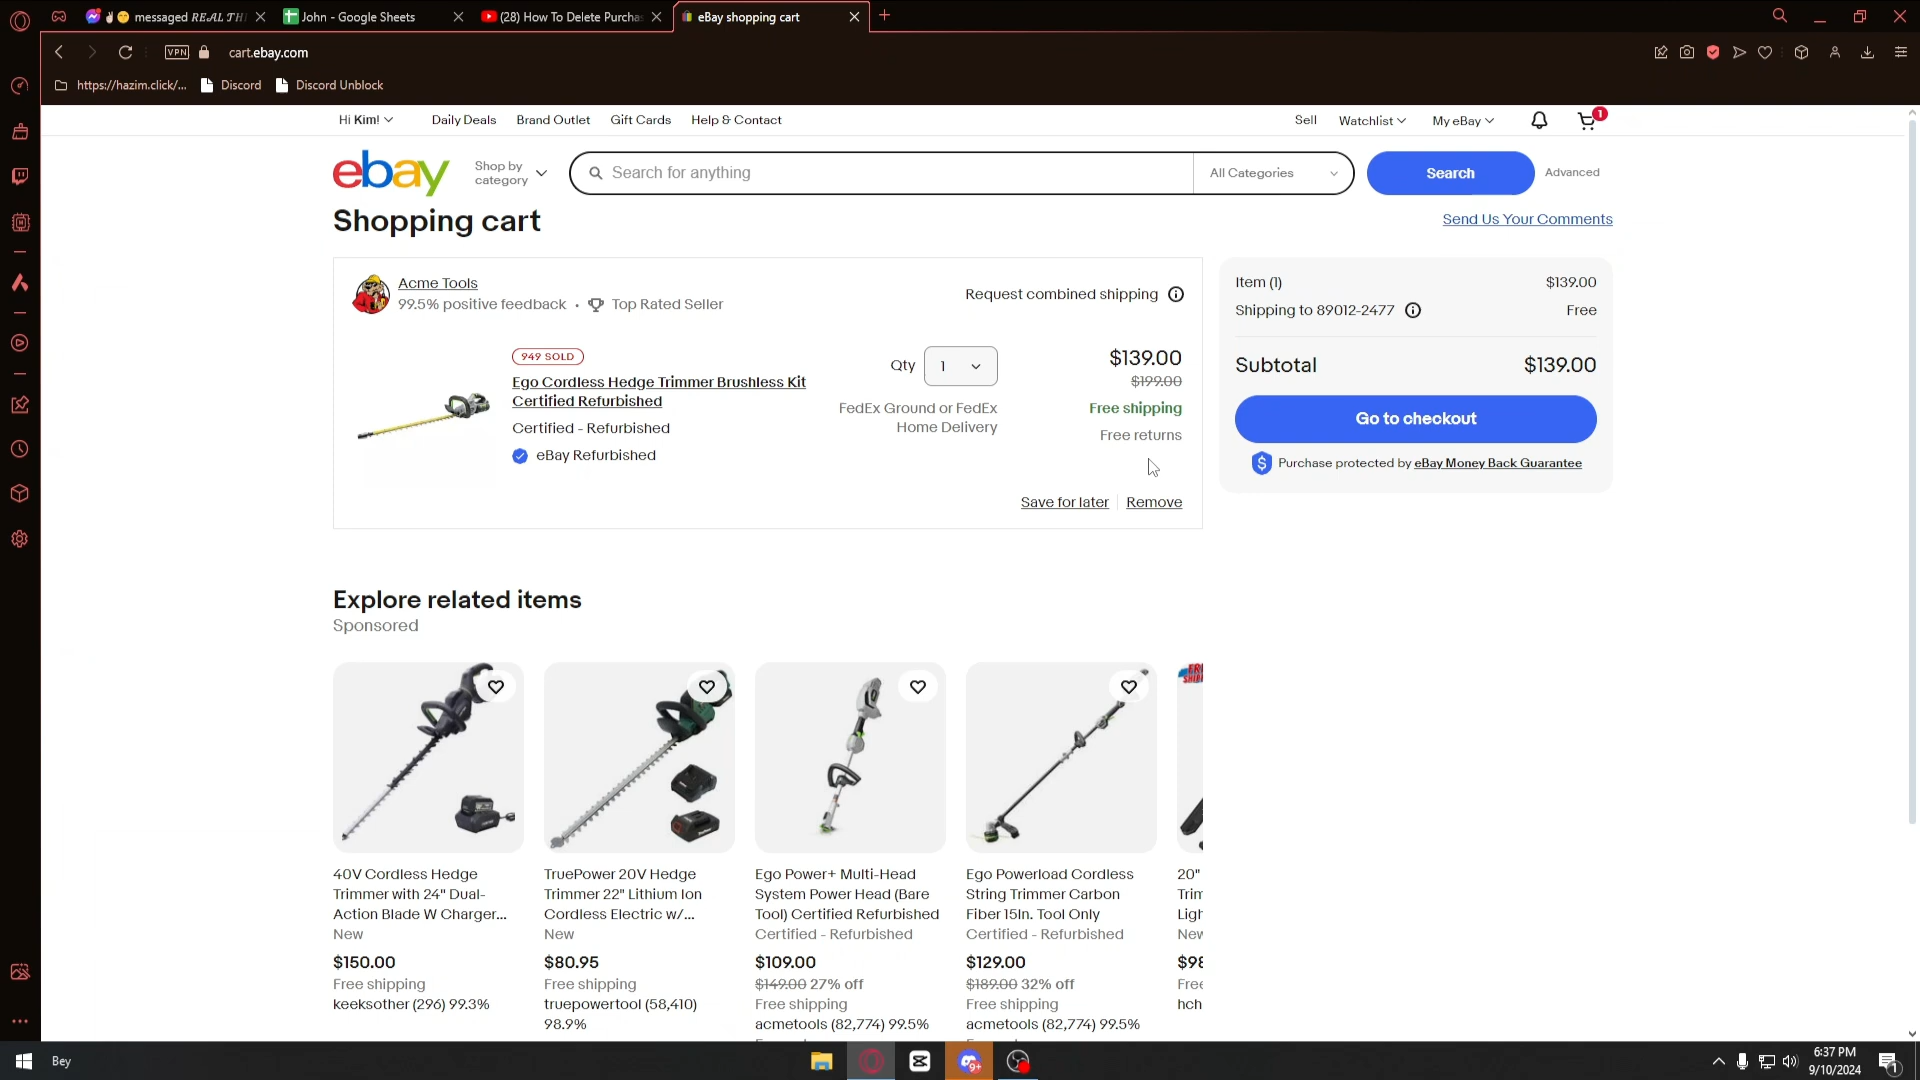 ✌😶 messaged REAL TH
John - Google Sheets
(28) How To Delete Purcha
eBay shopping cart
VPN
cart.ebay.com
https://hazim.click/...
Discord
Discord Unblock
Hi Kim!
Daily Deals
Brand Outlet
Gift Cards
Help & Contact
Sell
Watchlist
My eBay
1
ebay
Shop by
category
Search for anything
All Categories
Search
Advanced
Shopping cart
Send Us Your Comments
Acme Tools
99.5% positive feedback • Top Rated Seller
Request combined shipping
949 SOLD
Ego Cordless Hedge Trimmer Brushless Kit
Certified Refurbished
Certified - Refurbished
eBay Refurbished
Qty 1
FedEx Ground or FedEx
Home Delivery
$139.00
$199.00
Free shipping
Free returns
Save for later
Remove
Item (1) $139.00
Shipping to 89012-2477 Free
Subtotal $139.00
Go to checkout
Purchase protected by eBay Money Back Guarantee
Explore related items
Sponsored
40V Cordless Hedge
Trimmer with 24" Dual-
Action Blade W Charger...
New
$150.00
Free shipping
keeksother (296) 99.3%
TruePower 20V Hedge
Trimmer 22" Lithium Ion
Cordless Electric w/...
New
$80.95
Free shipping
truepowertool (58,410)
98.9%
Ego Power+ Multi-Head
System Power Head (Bare
Tool) Certified Refurbished
Certified - Refurbished
$109.00
$149.00 27% off
Free shipping
acmetools (82,774) 99.5%
Ego Powerload Cordless
String Trimmer Carbon
Fiber 15In. Tool Only
Certified - Refurbished
$129.00
$189.00 32% off
Free shipping
acmetools (82,774) 99.5%
20"
Trim
Ligh
New
$98
Free
hch
Bey
9+
6:37 PM
9/10/2024
1